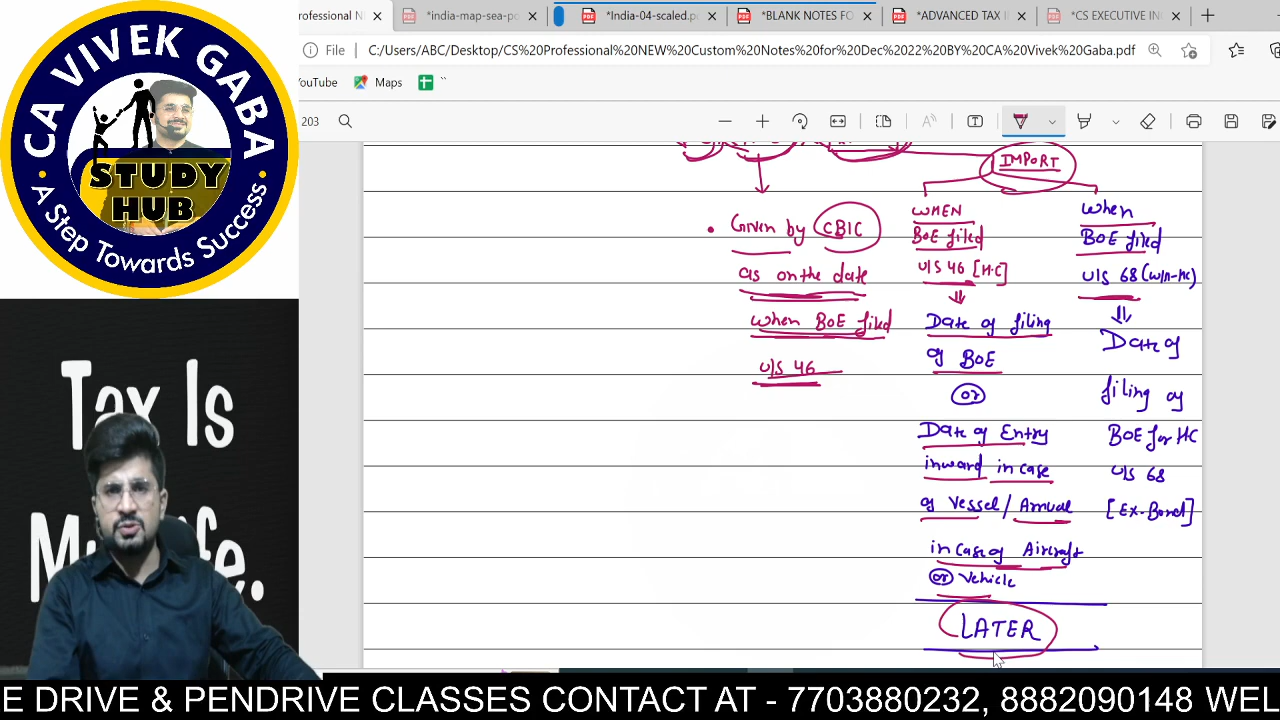 CA VIVEK GABA
STUDY
HUB
• A Step Towards Success •
Tax Is
rofessional N
*india-map-sea-po
*India-04-scaled.p
*BLANK NOTES FO
*ADVANCED TAX
*CS EXECUTIVE IN
File
C:/Users/ABC/Desktop/CS%20Professional%20NEW%20Custom%20Notes%20for%20Dec%2022%20BY%20CA%20Vivek%20Gaba.pdf
YouTube
Maps
``
203
IMPORT
• Given by CBIC
as on the date
when BOE filed
U/S 46
WHEN
BOE filed
U/S 46 [H.C]
Date of filing
of BOE
or
Date of Entry
inward in case
of Vessel / Arrival
in case of Aircraft
or Vehicle
LATER
When
BOE filed
U/S 68 (W/H-HC)
Date of
filing of
BOE for HC
U/S 68
[Ex-Bond]
E DRIVE & PENDRIVE CLASSES CONTACT AT - 7703880232, 8882090148 WEL